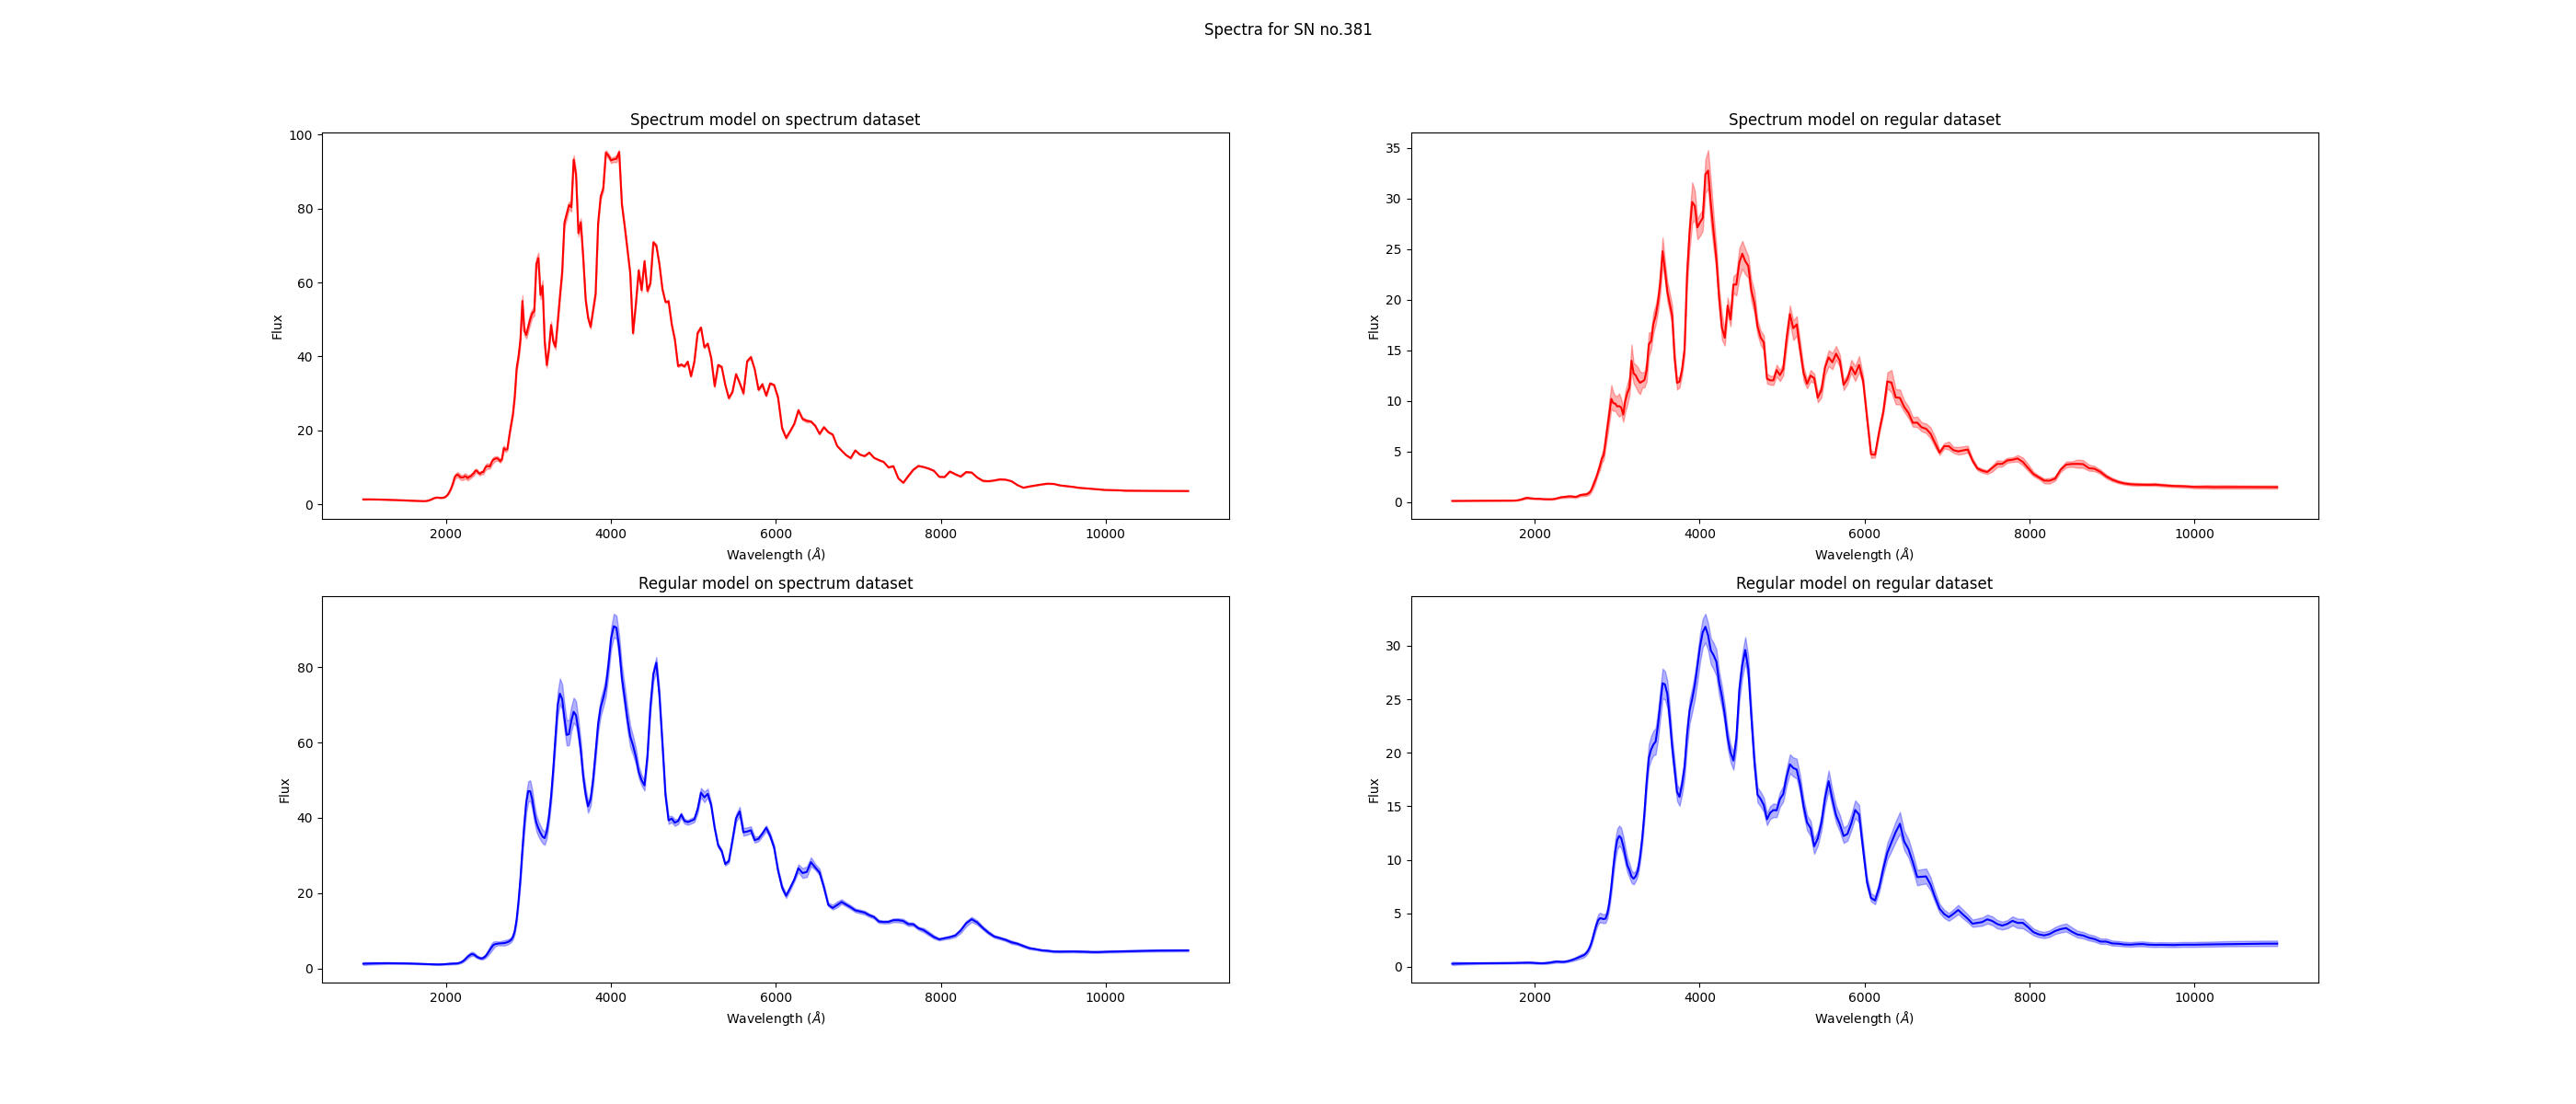 Spectra for SN no.381
Spectrum model on spectrum dataset
100
80
60
40
20
0
Flux
2000 4000 6000 8000 10000
Wavelength (Å)
Spectrum model on regular dataset
35
30
25
20
15
10
5
0
Flux
2000 4000 6000 8000 10000
Wavelength (Å)
Regular model on spectrum dataset
80
60
40
20
0
Flux
2000 4000 6000 8000 10000
Wavelength (Å)
Regular model on regular dataset
30
25
20
15
10
5
0
Flux
2000 4000 6000 8000 10000
Wavelength (Å)